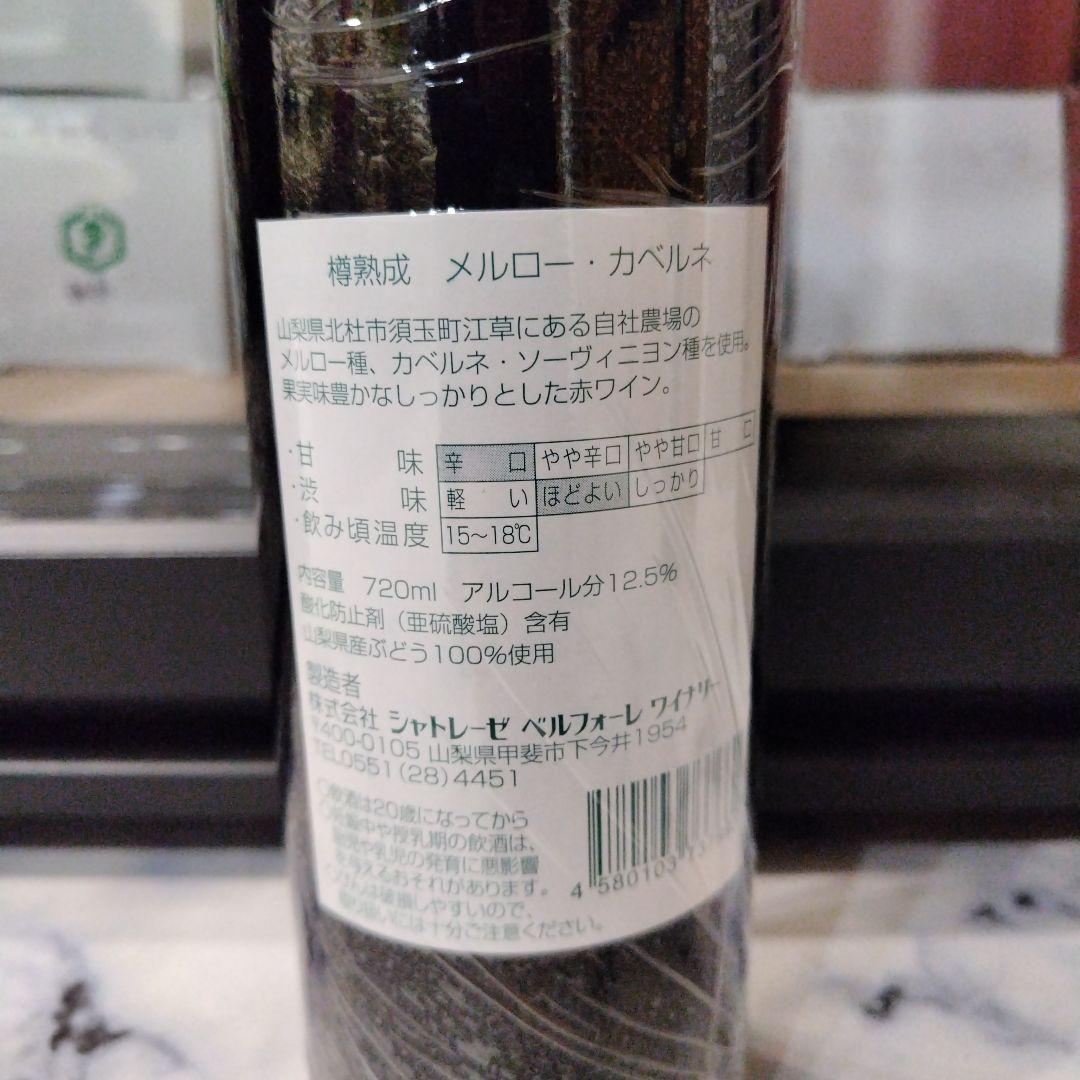 樽熟成 メルロー・カベルネ
山梨県北杜市須玉町江草にある自社農場の
メルロー種、カベルネ・ソーヴィニヨン種を使用。
果実味豊かなしっかりとした赤ワイン。
・甘味 辛口 やや辛口 やや甘口 甘口
・渋味 軽い ほどよい しっかり
・飲み頃温度 15〜18℃
内容量 720ml アルコール分12.5%
酸化防止剤（亜硫酸塩）含有
山梨県産ぶどう100%使用
製造者
株式会社 シャトレーゼ ベルフォーレ ワイナリー
〒400-0105 山梨県甲斐市下今井1954
TEL0551(28)4451
○飲酒は20歳になってから
○妊娠中や授乳期の飲酒は、
胎児や乳児の発育に悪影響
を与えるおそれがあります。
○びんは破損しやすいので、
取り扱いには十分ご注意ください。
4 580103